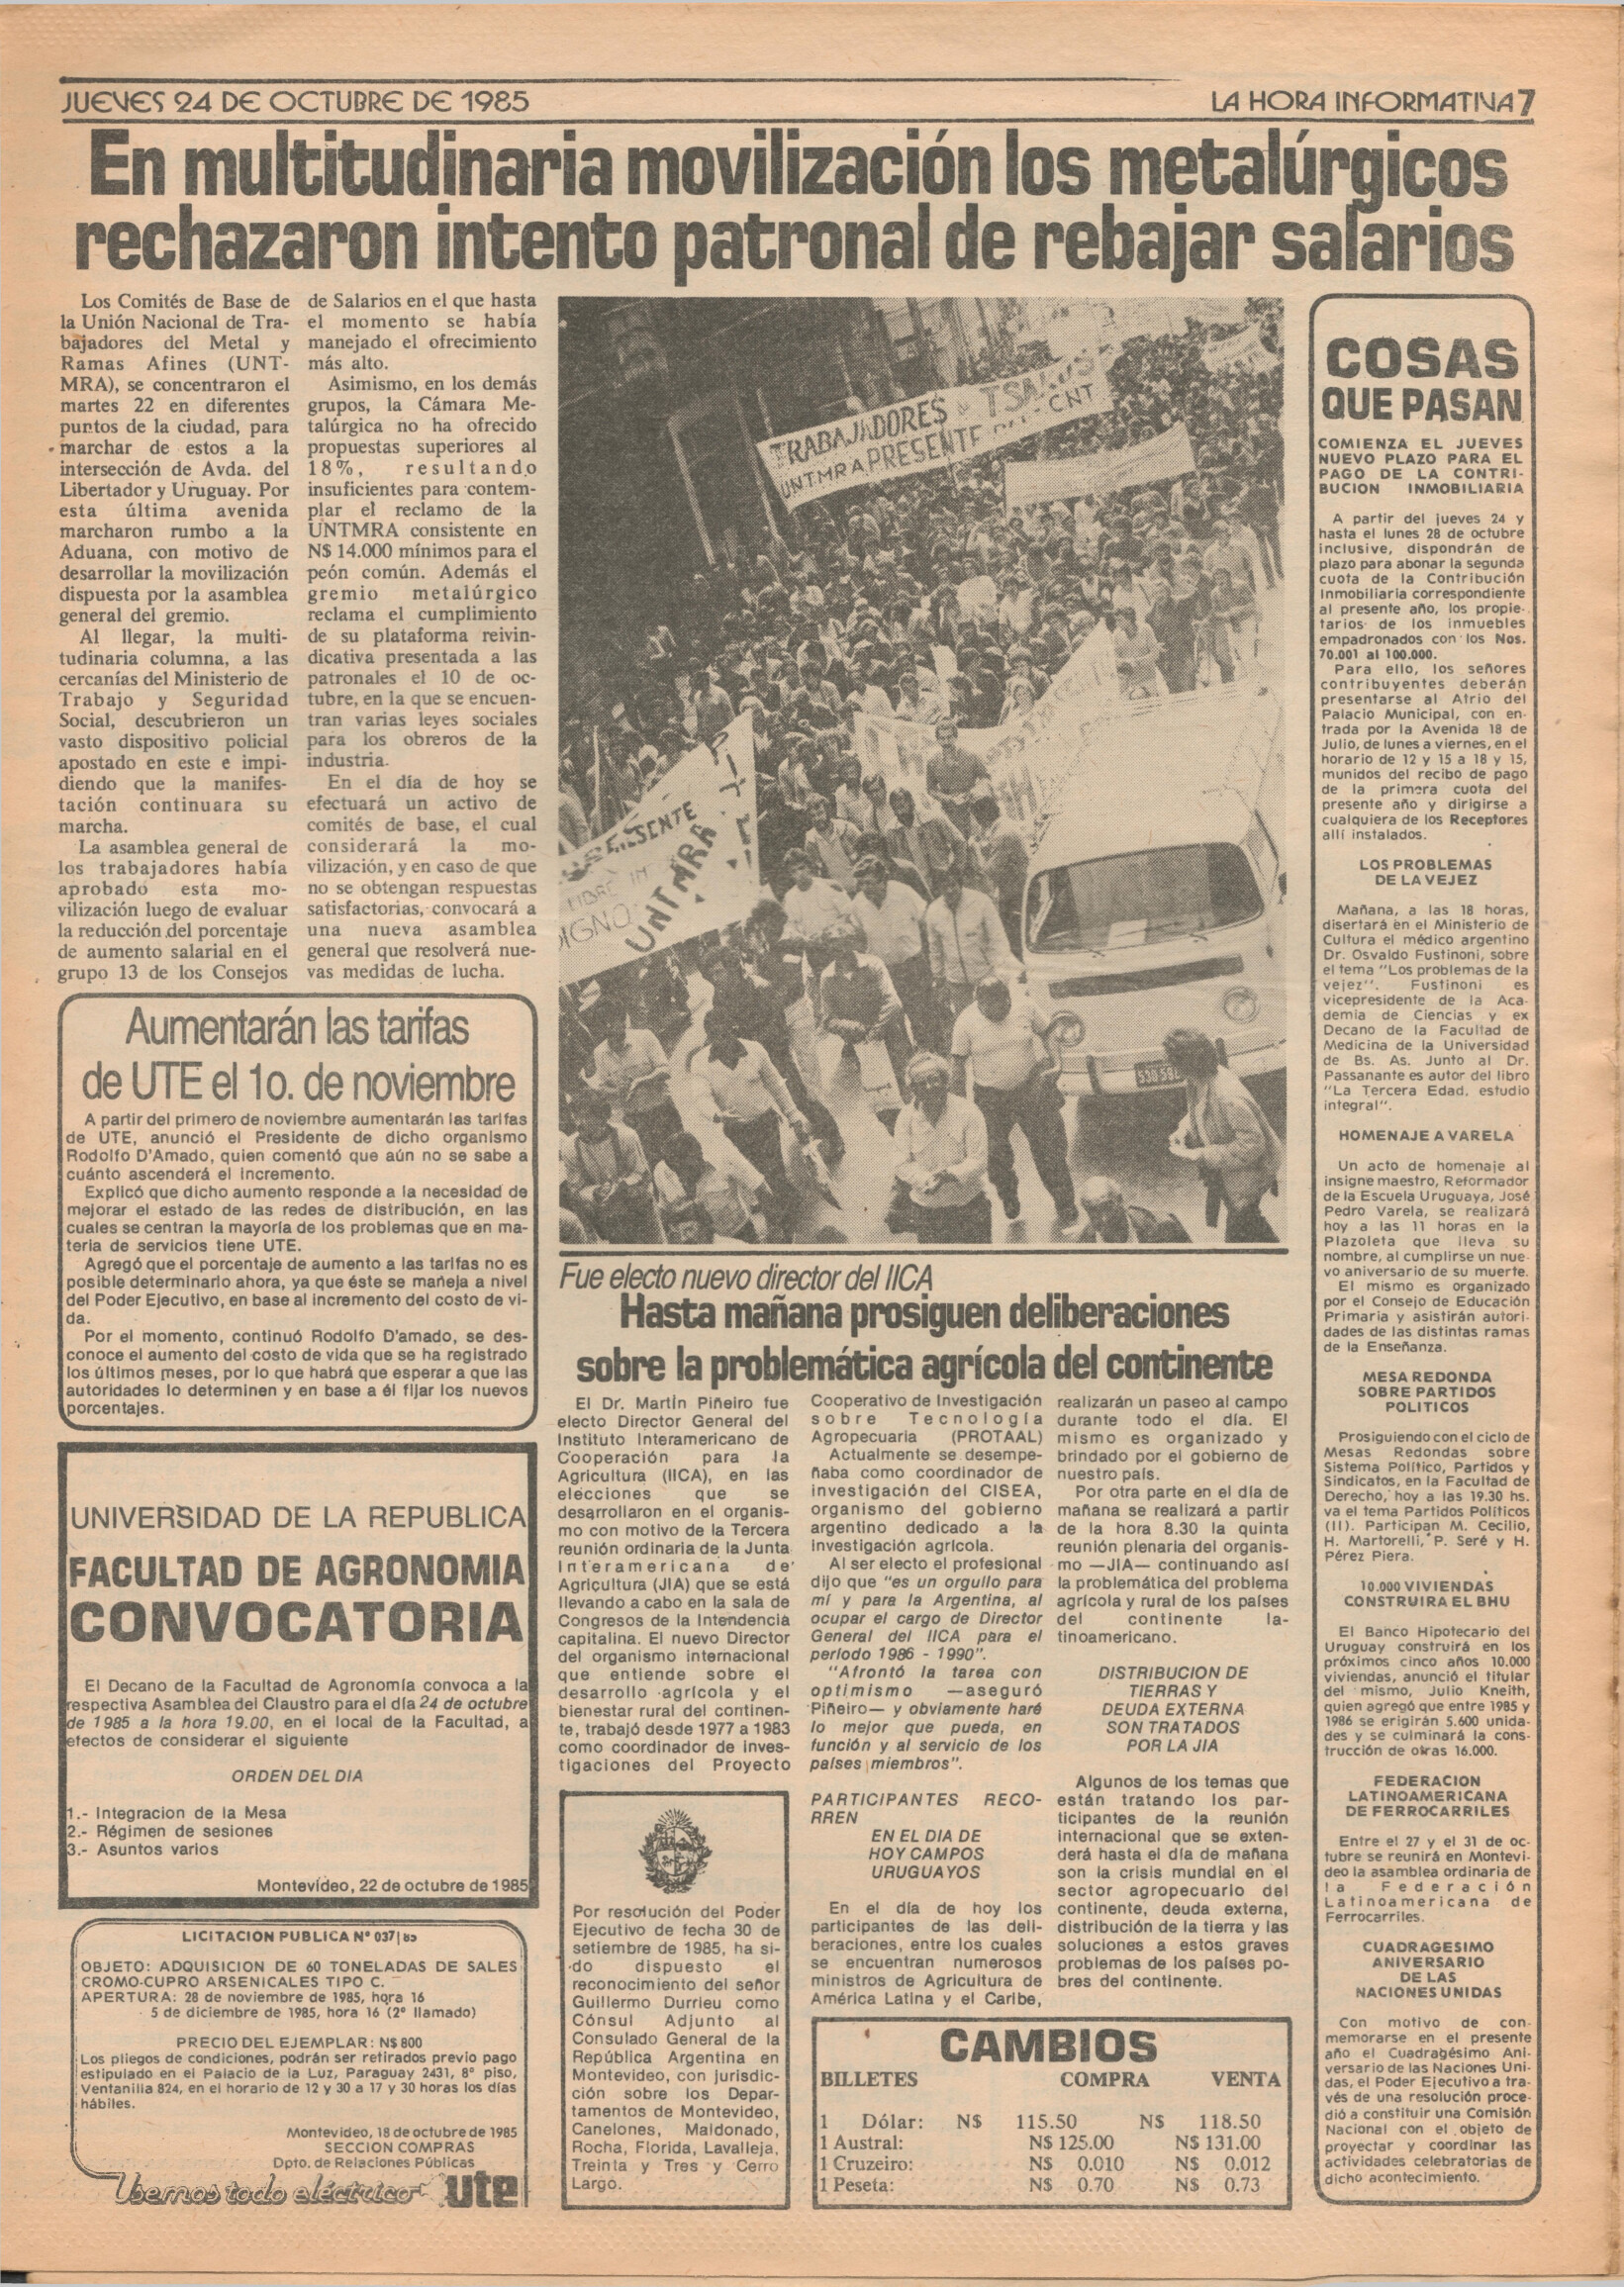 JUEVES 24 DE OCTUBRE DE 1985
LA HORA INFORMATIVA 7
En multitudinaria movilización los metalúrgicos
rechazaron intento patronal de rebajar salarios
Los Comités de Base de
la Unión Nacional de Tra-
bajadores del Metal y
Ramas Afines (UNT-
MRA), se concentraron el
martes 22 en diferentes
puntos de la ciudad, para
marchar de estos a la
intersección de Avda. del
Libertador y Uruguay. Por
esta última avenida
marcharon rumbo a la
Aduana, con motivo de
desarrollar la movilización
dispuesta por la asamblea
general del gremio.
Al llegar, la multi-
tudinaria columna, a las
cercanías del Ministerio de
Trabajo y Seguridad
Social, descubrieron un
vasto dispositivo policial
apostado en este e impi-
diendo que la manifes-
tación continuara su
marcha.
La asamblea general de
los trabajadores había
aprobado esta mo-
vilización luego de evaluar
la reducción del porcentaje
de aumento salarial en el
grupo 13 de los Consejos
de Salarios en el que hasta
el momento se había
manejado el ofrecimiento
más alto.
Asimismo, en los demás
grupos, la Cámara Me-
talúrgica no ha ofrecido
propuestas superiores al
18%, resultando
insuficientes para contem-
plar el reclamo de la
UNTMRA consistente en
N$ 14.000 mínimos para el
peón común. Además el
gremio metalúrgico
reclama el cumplimiento
de su plataforma reivin-
dicativa presentada a las
patronales el 10 de oc-
tubre, en la que se encuen-
tran varias leyes sociales
para los obreros de la
industria.
En el día de hoy se
efectuará un activo de
comités de base, el cual
considerará la mo-
vilización, y en caso de que
no se obtengan respuestas
satisfactorias, convocará a
una nueva asamblea
general que resolverá nue-
vas medidas de lucha.
TRABAJADORES
UNTMRA PRESENTE CNT
PRESENTE
DIGNO UNTMRA
Aumentarán las tarifas
de UTE el 1o. de noviembre
A partir del primero de noviembre aumentarán las tarifas
de UTE, anunció el Presidente de dicho organismo
Rodolfo D'Amado, quien comentó que aún no se sabe a
cuánto ascenderá el incremento.
Explicó que dicho aumento responde a la necesidad de
mejorar el estado de las redes de distribución, en las
cuales se centran la mayoría de los problemas que en ma-
teria de servicios tiene UTE.
Agregó que el porcentaje de aumento a las tarifas no es
posible determinarlo ahora, ya que éste se maneja a nivel
del Poder Ejecutivo, en base al incremento del costo de vi-
da.
Por el momento, continuó Rodolfo D'amado, se des-
conoce el aumento del costo de vida que se ha registrado
los últimos meses, por lo que habrá que esperar a que las
autoridades lo determinen y en base a él fijar los nuevos
porcentajes.
UNIVERSIDAD DE LA REPUBLICA
FACULTAD DE AGRONOMIA
CONVOCATORIA
El Decano de la Facultad de Agronomía convoca a la
respectiva Asamblea del Claustro para el día 24 de octubre
de 1985 a la hora 19.00, en el local de la Facultad, a
efectos de considerar el siguiente
ORDEN DEL DIA
1.- Integracion de la Mesa
2.- Régimen de sesiones
3.- Asuntos varios
Montevideo, 22 de octubre de 1985
LICITACION PUBLICA N° 037/85
OBJETO: ADQUISICION DE 60 TONELADAS DE SALES
CROMO-CUPRO ARSENICALES TIPO C.
APERTURA: 28 de noviembre de 1985, hora 16
5 de diciembre de 1985, hora 16 (2° llamado)
PRECIO DEL EJEMPLAR: N$ 800
Los pliegos de condiciones, podrán ser retirados previo pago
estipulado en el Palacio de la Luz, Paraguay 2431, 8° piso,
Ventanilla 824, en el horario de 12 y 30 a 17 y 30 horas los días
hábiles.
Montevideo, 18 de octubre de 1985
SECCION COMPRAS
Dpto. de Relaciones Públicas
Usemos todo eléctrico ute
Fue electo nuevo director del IICA
Hasta mañana prosiguen deliberaciones
sobre la problemática agrícola del continente
El Dr. Martín Piñeiro fue
electo Director General del
Instituto Interamericano de
Cooperación para la
Agricultura (IICA), en las
elecciones que se
desarrollaron en el organis-
mo con motivo de la Tercera
reunión ordinaria de la Junta
Interamericana de
Agricultura (JIA) que se está
llevando a cabo en la sala de
Congresos de la Intendencia
capitalina. El nuevo Director
del organismo internacional
que entiende sobre el
desarrollo agrícola y el
bienestar rural del continen-
te, trabajó desde 1977 a 1983
como coordinador de inves-
tigaciones del Proyecto
Cooperativo de Investigación
sobre Tecnología
Agropecuaria (PROTAAL)
Actualmente se desempe-
ñaba como coordinador de
investigación del CISEA,
organismo del gobierno
argentino dedicado a la
investigación agrícola.
Al ser electo el profesional
dijo que "es un orgullo para
mí y para la Argentina, al
ocupar el cargo de Director
General del IICA para el
período 1986 - 1990".
"Afrontó la tarea con
optimismo —aseguró
Piñeiro— y obviamente haré
lo mejor que pueda, en
función y al servicio de los
países miembros".
PARTICIPANTES RECO-
RREN
EN EL DIA DE
HOY CAMPOS
URUGUAYOS
En el día de hoy los
participantes de las deli-
beraciones, entre los cuales
se encuentran numerosos
ministros de Agricultura de
América Latina y el Caribe,
realizarán un paseo al campo
durante todo el día. El
mismo es organizado y
brindado por el gobierno de
nuestro país.
Por otra parte en el día de
mañana se realizará a partir
de la hora 8.30 la quinta
reunión plenaria del organis-
mo —JIA— continuando así
la problemática del problema
agrícola y rural de los países
del continente la-
tinoamericano.
DISTRIBUCION DE
TIERRAS Y
DEUDA EXTERNA
SON TRATADOS
POR LA JIA
Algunos de los temas que
están tratando los par-
ticipantes de la reunión
internacional que se exten-
derá hasta el día de mañana
son la crisis mundial en el
sector agropecuario del
continente, deuda externa,
distribución de la tierra y las
soluciones a estos graves
problemas de los países po-
bres del continente.
Por resolución del Poder
Ejecutivo de fecha 30 de
setiembre de 1985, ha si-
do dispuesto el
reconocimiento del señor
Guillermo Durrieu como
Cónsul Adjunto al
Consulado General de la
República Argentina en
Montevideo, con jurisdic-
ción sobre los Depar-
tamentos de Montevideo,
Canelones, Maldonado,
Rocha, Florida, Lavalleja,
Treinta y Tres y Cerro
Largo.
CAMBIOS
BILLETES COMPRA VENTA
1 Dólar: N$ 115.50 N$ 118.50
1 Austral: N$ 125.00 N$ 131.00
1 Cruzeiro: N$ 0.010 N$ 0.012
1 Peseta: N$ 0.70 N$ 0.73
COSAS
QUE PASAN
COMIENZA EL JUEVES
NUEVO PLAZO PARA EL
PAGO DE LA CONTRI-
BUCION INMOBILIARIA
A partir del jueves 24 y
hasta el lunes 28 de octubre
inclusive, dispondrán de
plazo para abonar la segunda
cuota de la Contribución
Inmobiliaria correspondiente
al presente año, los propie-
tarios de los inmuebles
empadronados con los Nos.
70.001 al 100.000.
Para ello, los señores
contribuyentes deberán
presentarse al Atrio del
Palacio Municipal, con en-
trada por la Avenida 18 de
Julio, de lunes a viernes, en el
horario de 12 y 15 a 18 y 15,
munidos del recibo de pago
de la primera cuota del
presente año y dirigirse a
cualquiera de los Receptores
allí instalados.
LOS PROBLEMAS
DE LA VEJEZ
Mañana, a las 18 horas,
disertará en el Ministerio de
Cultura el médico argentino
Dr. Osvaldo Fustinoni, sobre
el tema "Los problemas de la
vejez". Fustinoni es
vicepresidente de la Aca-
demia de Ciencias y ex
Decano de la Facultad de
Medicina de la Universidad
de Bs. As. Junto al Dr.
Passanante es autor del libro
"La Tercera Edad. estudio
integral".
HOMENAJE A VARELA
Un acto de homenaje al
insigne maestro, Reformador
de la Escuela Uruguaya, José
Pedro Varela, se realizará
hoy a las 11 horas en la
Plazoleta que lleva su
nombre, al cumplirse un nue-
vo aniversario de su muerte.
El mismo es organizado
por el Consejo de Educación
Primaria y asistirán autori-
dades de las distintas ramas
de la Enseñanza.
MESA REDONDA
SOBRE PARTIDOS
POLITICOS
Prosiguiendo con el ciclo de
Mesas Redondas sobre
Sistema Político, Partidos y
Sindicatos, en la Facultad de
Derecho, hoy a las 19.30 hs.
va el tema Partidos Políticos
(II). Participan M. Cecilio,
H. Martorelli, P. Seré y H.
Pérez Piera.
10.000 VIVIENDAS
CONSTRUIRA EL BHU
El Banco Hipotecario del
Uruguay construirá en los
próximos cinco años 10.000
viviendas, anunció el titular
del mismo, Julio Kneith,
quien agregó que entre 1985 y
1986 se erigirán 5.600 unida-
des y se culminará la cons-
trucción de otras 16.000.
FEDERACION
LATINOAMERICANA
DE FERROCARRILES
Entre el 27 y el 31 de oc-
tubre se reunirá en Montevi-
deo la asamblea ordinaria de
la Federación
Latinoamericana de
Ferrocarriles.
CUADRAGESIMO
ANIVERSARIO
DE LAS
NACIONES UNIDAS
Con motivo de con-
memorarse en el presente
año el Cuadragésimo Ani-
versario de las Naciones Uni-
das, el Poder Ejecutivo a tra-
vés de una resolución proce-
dió a constituir una Comisión
Nacional con el objeto de
proyectar y coordinar las
actividades celebratorias de
dicho acontecimiento.